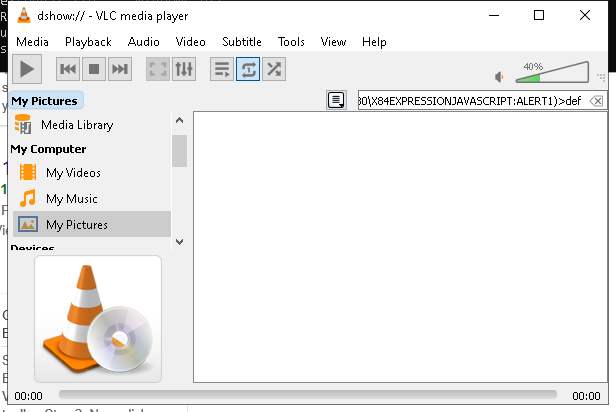 dshow:// - VLC media player
Media Playback Audio Video Subtitle Tools View Help
40%
My Pictures
30\X84EXPRESSIONJAVASCRIPT:ALERT1)>def
Media Library
My Computer
My Videos
My Music
My Pictures
Devices
00:00 00:00